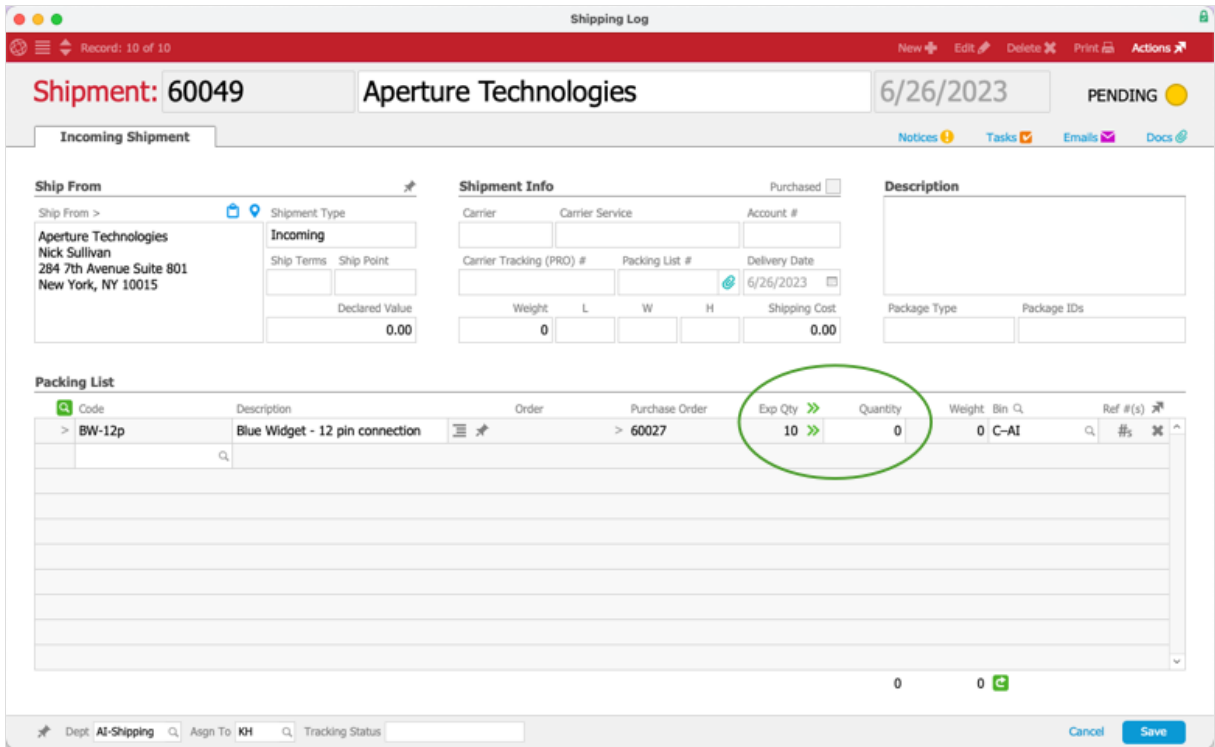 Shipping Log
Record: 10 of 10 New Edit Delete Print Actions
Shipment: 60049 Aperture Technologies 6/26/2023 PENDING
Incoming Shipment Notices Tasks Emails Docs
Ship From Shipment Info Purchased Description
Ship From > Shipment Type Carrier Carrier Service Account #
Aperture Technologies Incoming
Nick Sullivan
284 7th Avenue Suite 801 Ship Terms Ship Point Carrier Tracking (PRO) # Packing List # Delivery Date
New York, NY 10015 6/26/2023
Declared Value Weight L W H Shipping Cost Package Type Package IDs
0.00 0 0.00
Packing List
Code Description Order Purchase Order Exp Qty Quantity Weight Bin Ref #(s)
> BW-12p Blue Widget - 12 pin connection > 60027 10 0 0 C-AI #s
0 0
Dept AI-Shipping Asgn To KH Tracking Status Cancel Save